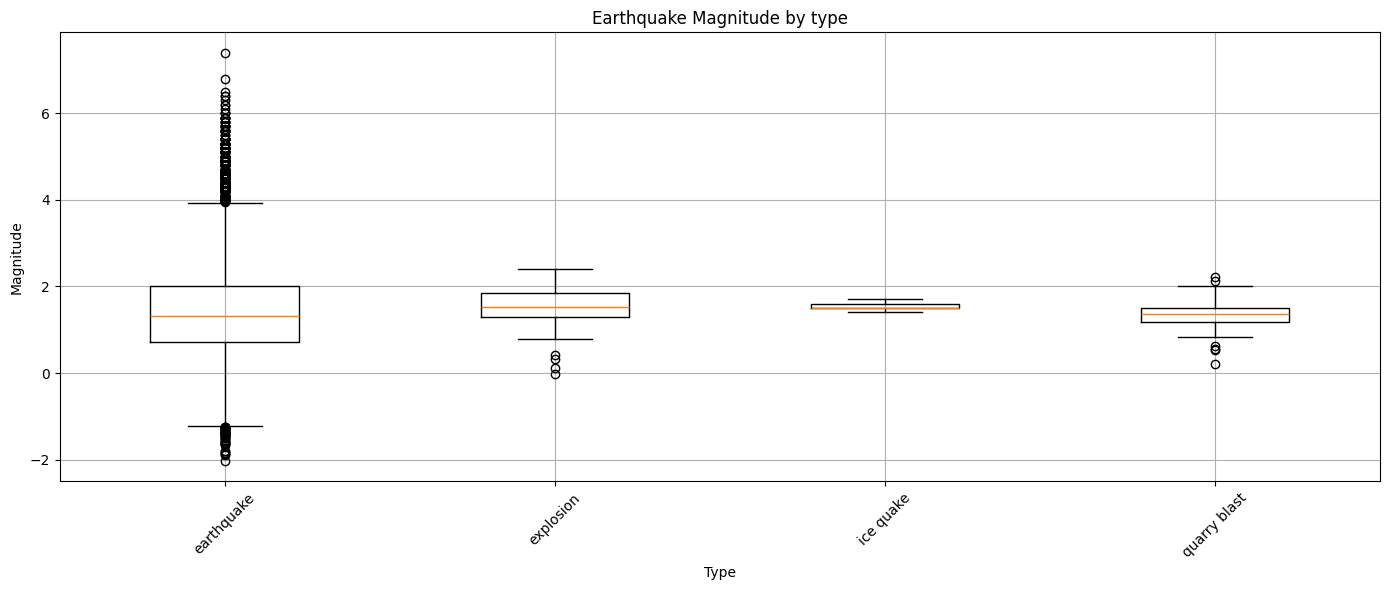 Earthquake Magnitude by type
Magnitude
6
4
2
0
−2
earthquake
explosion
ice quake
quarry blast
Type